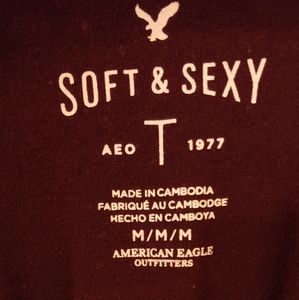 SOFT & SEXY
AEO T 1977
MADE IN CAMBODIA
FABRIQUÉ AU CAMBODGE
HECHO EN CAMBOYA
M/M/M
AMERICAN EAGLE
OUTFITTERS